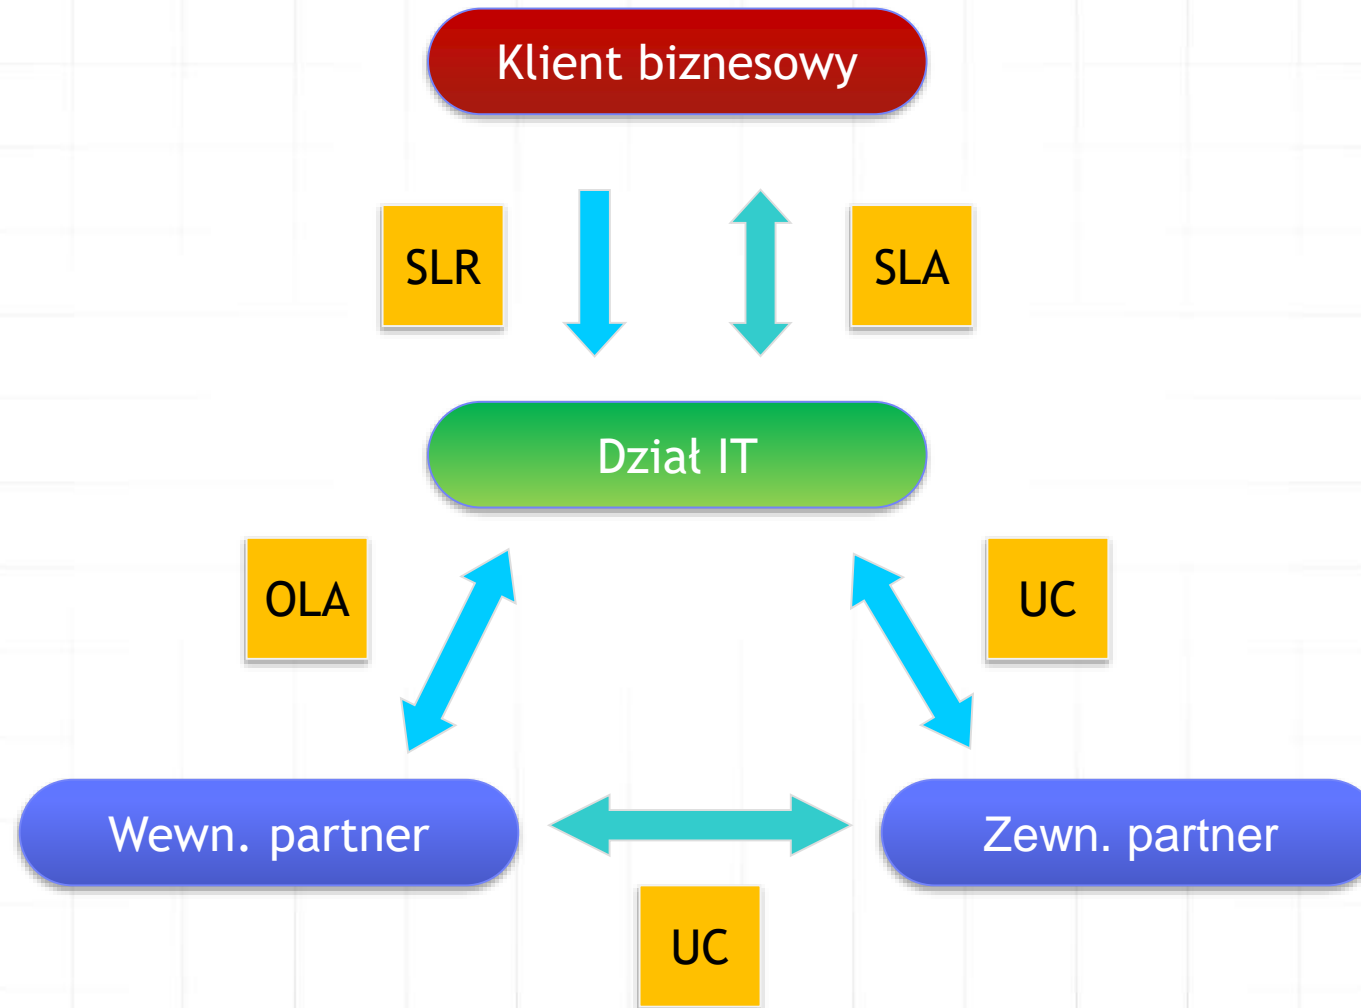 Klient biznesowy
SLR
SLA
Dział IT
OLA
UC
Wewn. partner
Zewn. partner
UC